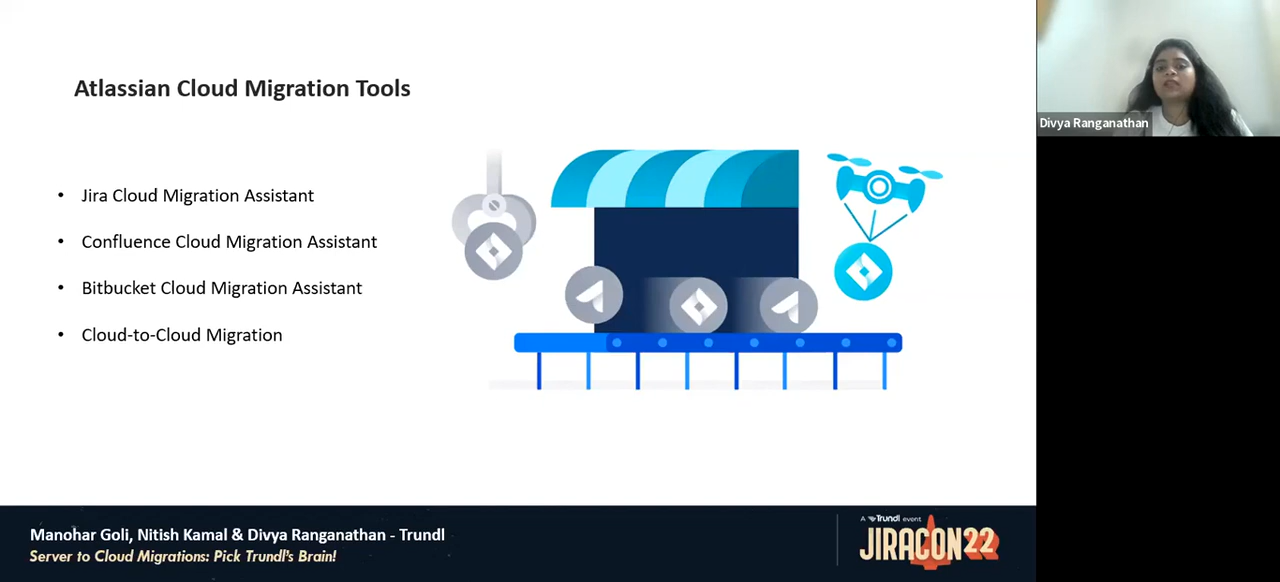 Atlassian Cloud Migration Tools
• Jira Cloud Migration Assistant
• Confluence Cloud Migration Assistant
• Bitbucket Cloud Migration Assistant
• Cloud-to-Cloud Migration
Divya Ranganathan
Manohar Goli, Nitish Kamal & Divya Ranganathan - Trundl
Server to Cloud Migrations: Pick Trundl's Brain!
A Trundl event
JIRACON22